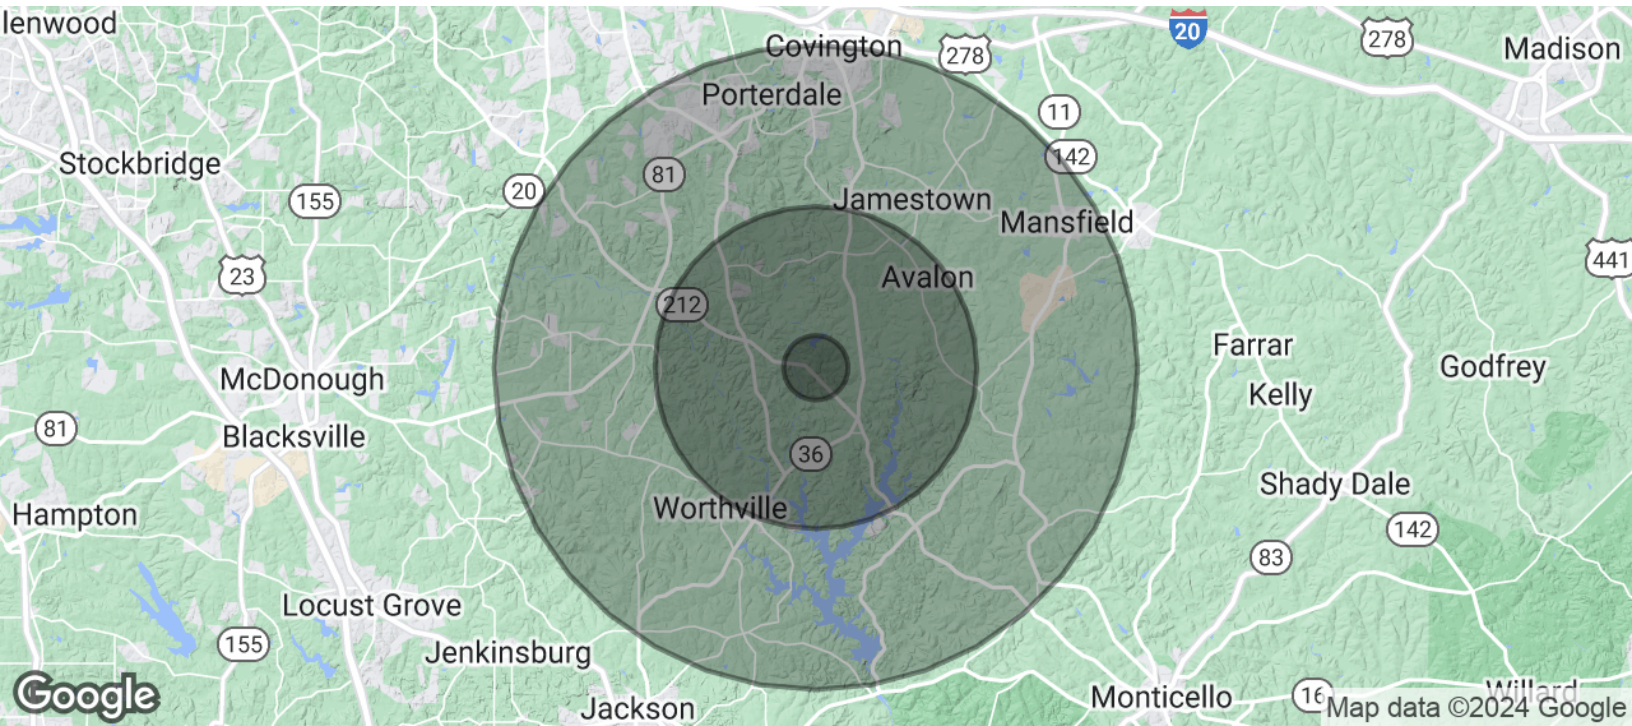 lenwood
Covington
278
20
278
Madison
Porterdale
11
Stockbridge
142
155
20
81
Jamestown
Mansfield
23
Avalon
441
212
Farrar
McDonough
Godfrey
Kelly
81
Blacksville
36
Hampton
Worthville
Shady Dale
142
83
Locust Grove
155
Jenkinsburg
Google
Jackson
Monticello
16
Willard
Map data ©2024 Google